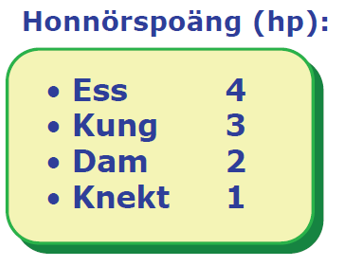 Honnörspoäng (hp):
• Ess 4
• Kung 3
• Dam 2
• Knekt 1